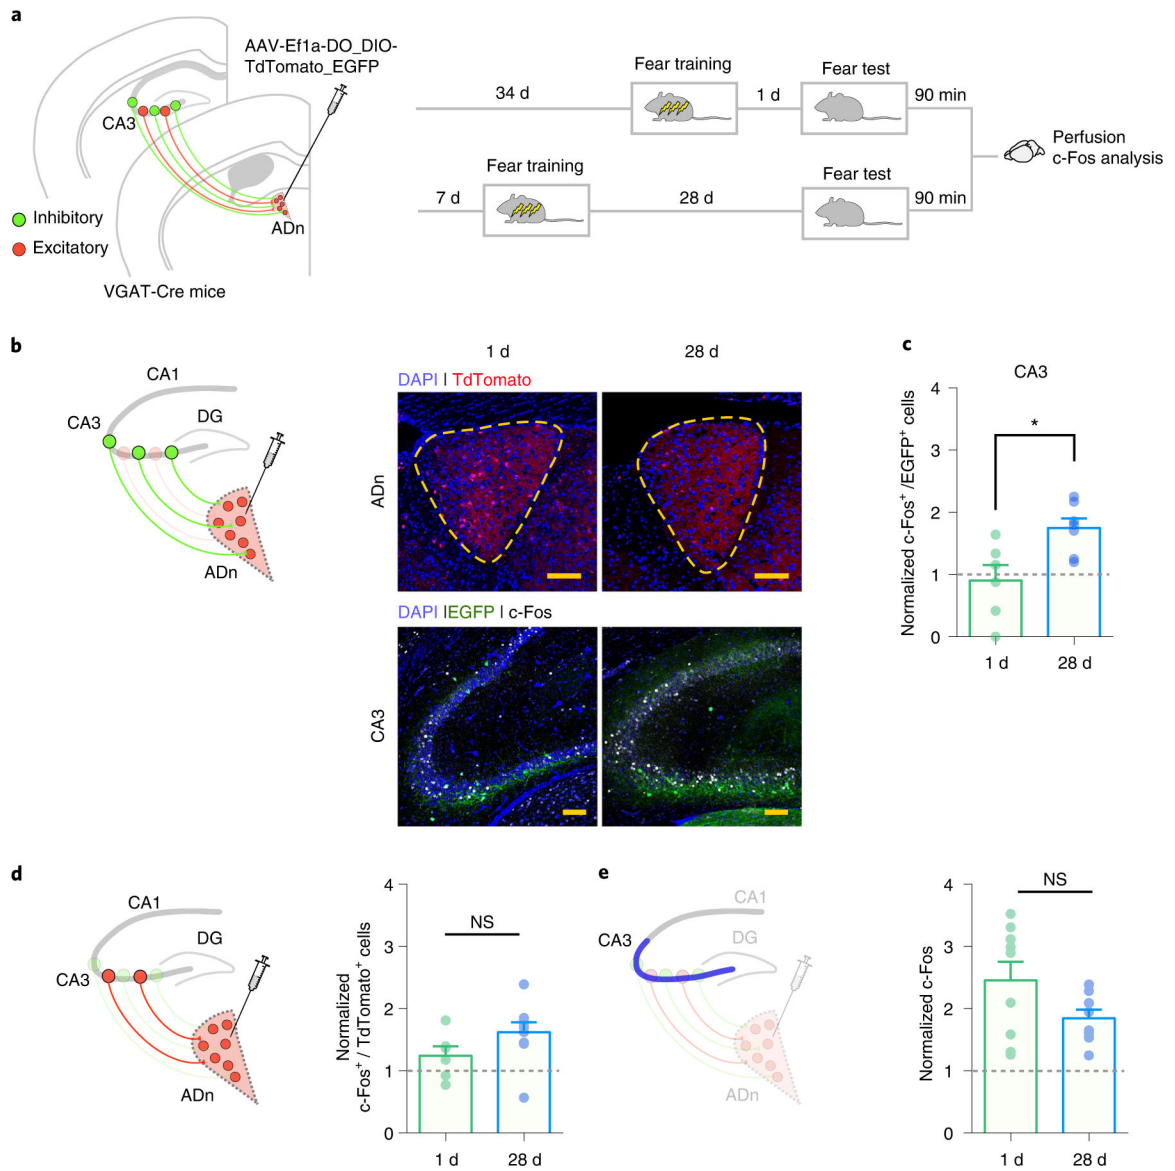 a
AAV-Ef1a-DO_DIO-
TdTomato_EGFP
CA3
ADn
Inhibitory
Excitatory
VGAT-Cre mice
34 d
Fear training
1 d
Fear test
90 min
7 d
Fear training
28 d
Fear test
90 min
Perfusion
c-Fos analysis
b
CA1
CA3
DG
ADn
1 d
28 d
DAPI | TdTomato
ADn
DAPI |EGFP | c-Fos
CA3
c
CA3
Normalized c-Fos⁺ /EGFP⁺ cells
4
3
2
1
0
*
1 d
28 d
d
CA1
DG
CA3
ADn
Normalized
c-Fos⁺ / TdTomato⁺ cells
4
3
2
1
0
NS
1 d
28 d
e
CA1
CA3
DG
ADn
Normalized c-Fos
4
3
2
1
0
NS
1 d
28 d